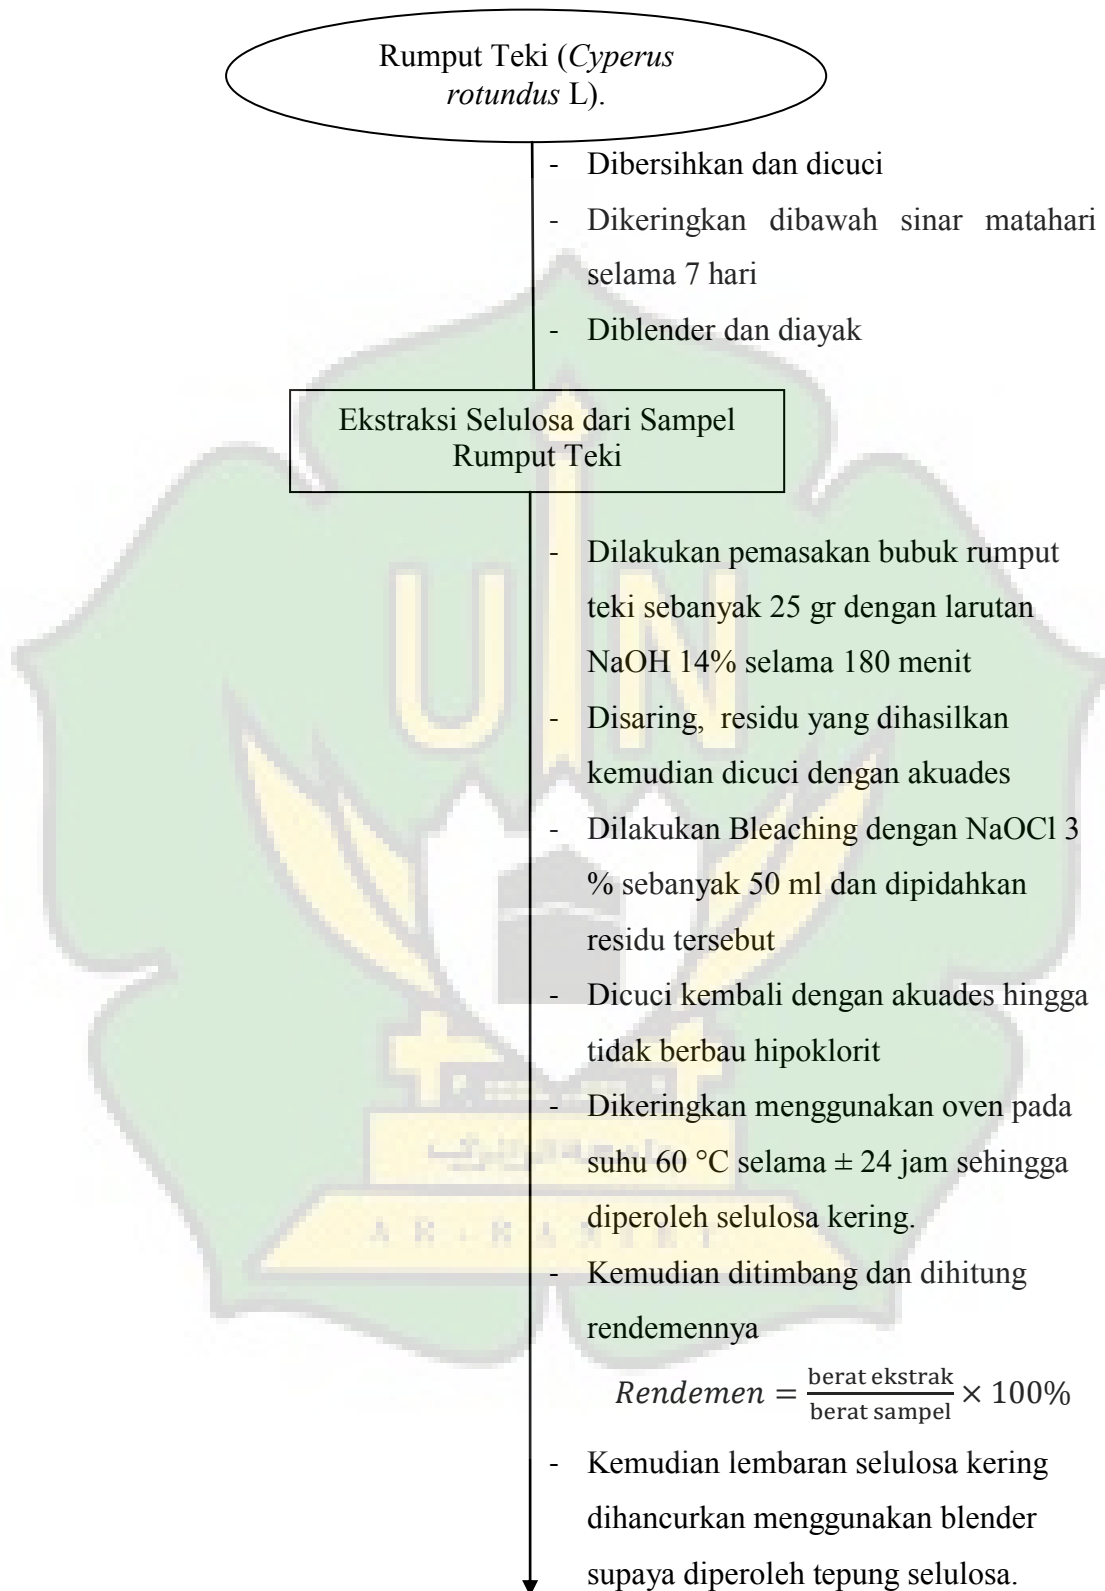 Rumput Teki (Cyperus
rotundus L).
- Dibersihkan dan dicuci
- Dikeringkan dibawah sinar matahari
selama 7 hari
- Diblender dan diayak
Ekstraksi Selulosa dari Sampel
Rumput Teki
- Dilakukan pemasakan bubuk rumput
teki sebanyak 25 gr dengan larutan
NaOH 14% selama 180 menit
- Disaring, residu yang dihasilkan
kemudian dicuci dengan akuades
- Dilakukan Bleaching dengan NaOCl 3
% sebanyak 50 ml dan dipidahkan
residu tersebut
- Dicuci kembali dengan akuades hingga
tidak berbau hipoklorit
- Dikeringkan menggunakan oven pada
suhu 60 °C selama ± 24 jam sehingga
diperoleh selulosa kering.
- Kemudian ditimbang dan dihitung
rendemennya
Rendemen = berat ekstrak / berat sampel × 100%
- Kemudian lembaran selulosa kering
dihancurkan menggunakan blender
supaya diperoleh tepung selulosa.
UIN
AR-RANIRY